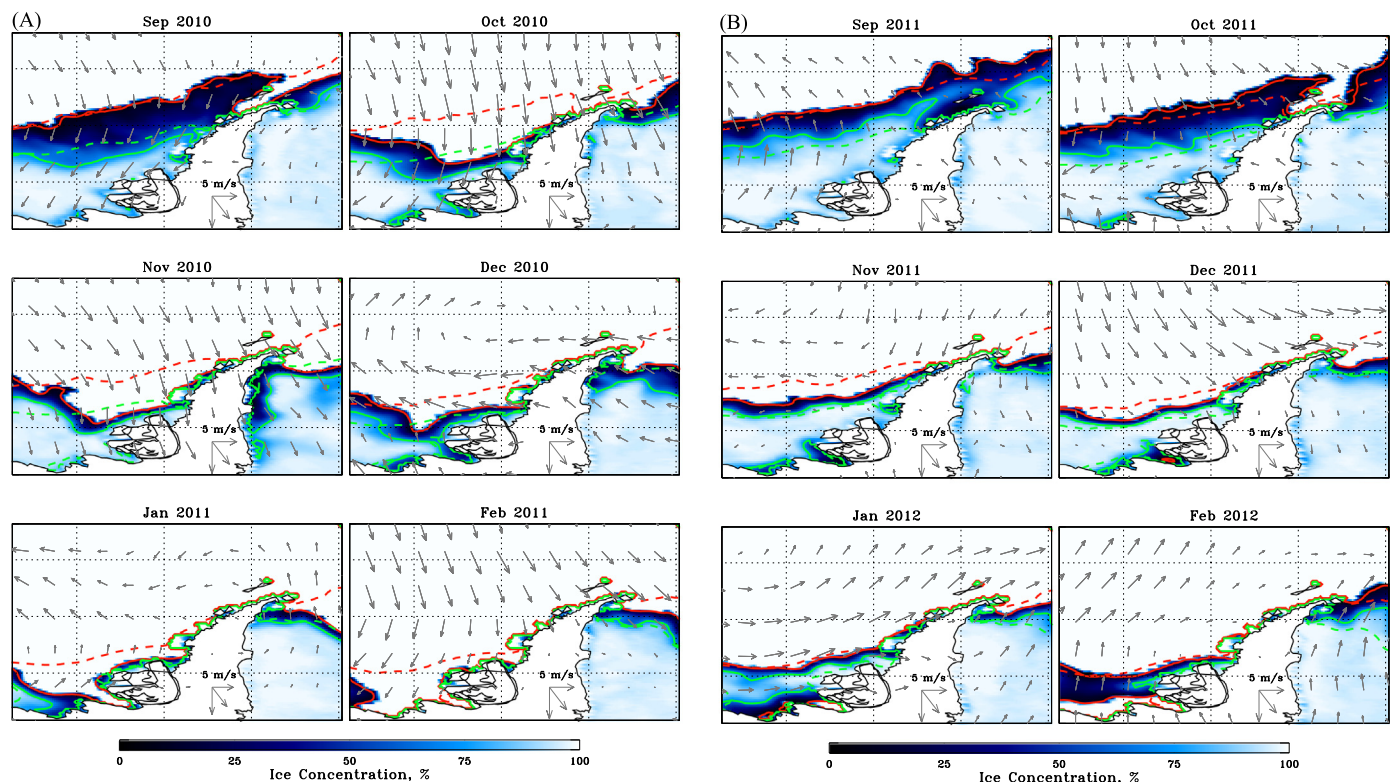 (A)
Sep 2010
Oct 2010
5 m/s
5 m/s
Nov 2010
Dec 2010
5 m/s
5 m/s
Jan 2011
Feb 2011
5 m/s
5 m/s
0 25 50 75 100
Ice Concentration, %
(B)
Sep 2011
Oct 2011
5 m/s
5 m/s
Nov 2011
Dec 2011
5 m/s
5 m/s
Jan 2012
Feb 2012
5 m/s
5 m/s
0 25 50 75 100
Ice Concentration, %